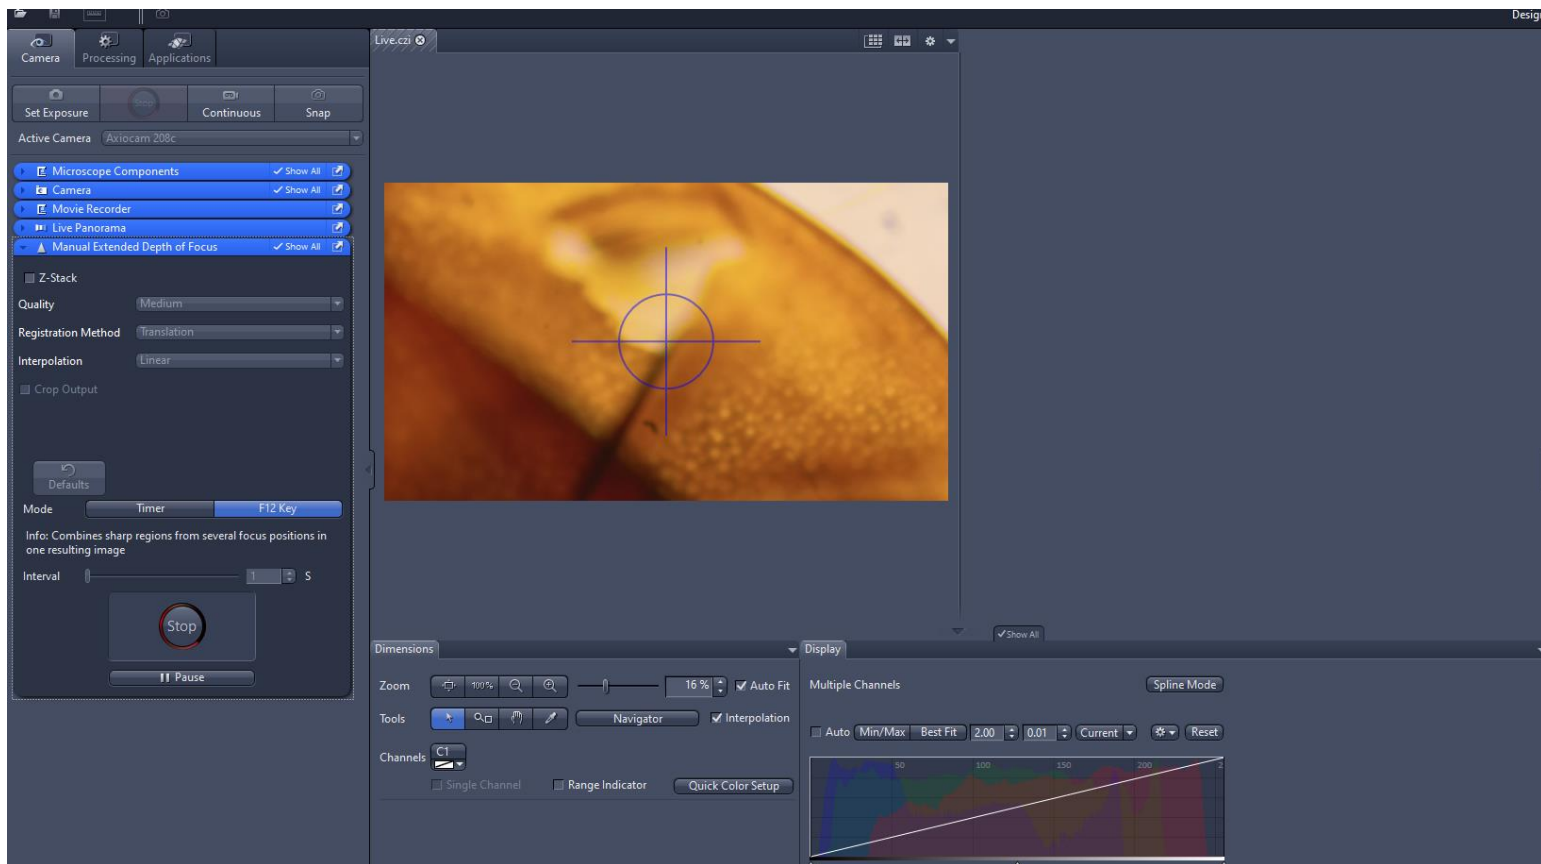 Design
Camera
Processing
Applications
Live.czi
Set Exposure
Stop
Continuous
Snap
Active Camera Axiocam 208c
Microscope Components Show All
Camera Show All
Movie Recorder
Live Panorama
Manual Extended Depth of Focus Show All
Z-Stack
Quality Medium
Registration Method Translation
Interpolation Linear
Crop Output
Defaults
Mode Timer F12 Key
Info: Combines sharp regions from several focus positions in
one resulting image
Interval 1 S
Stop
Pause
Show All
Dimensions
Zoom 100% 16 % Auto Fit
Tools Navigator Interpolation
Channels C1
Single Channel Range Indicator Quick Color Setup
Display
Multiple Channels Spline Mode
Auto Min/Max Best Fit 2.00 0.01 Current Reset
50 100 150 200 2